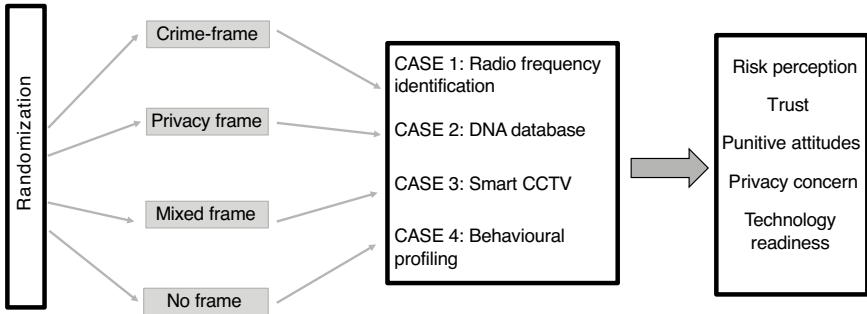 Randomization
Crime-frame
Privacy frame
Mixed frame
No frame
CASE 1: Radio frequency
identification
CASE 2: DNA database
CASE 3: Smart CCTV
CASE 4: Behavioural
profiling
Risk perception
Trust
Punitive attitudes
Privacy concern
Technology
readiness